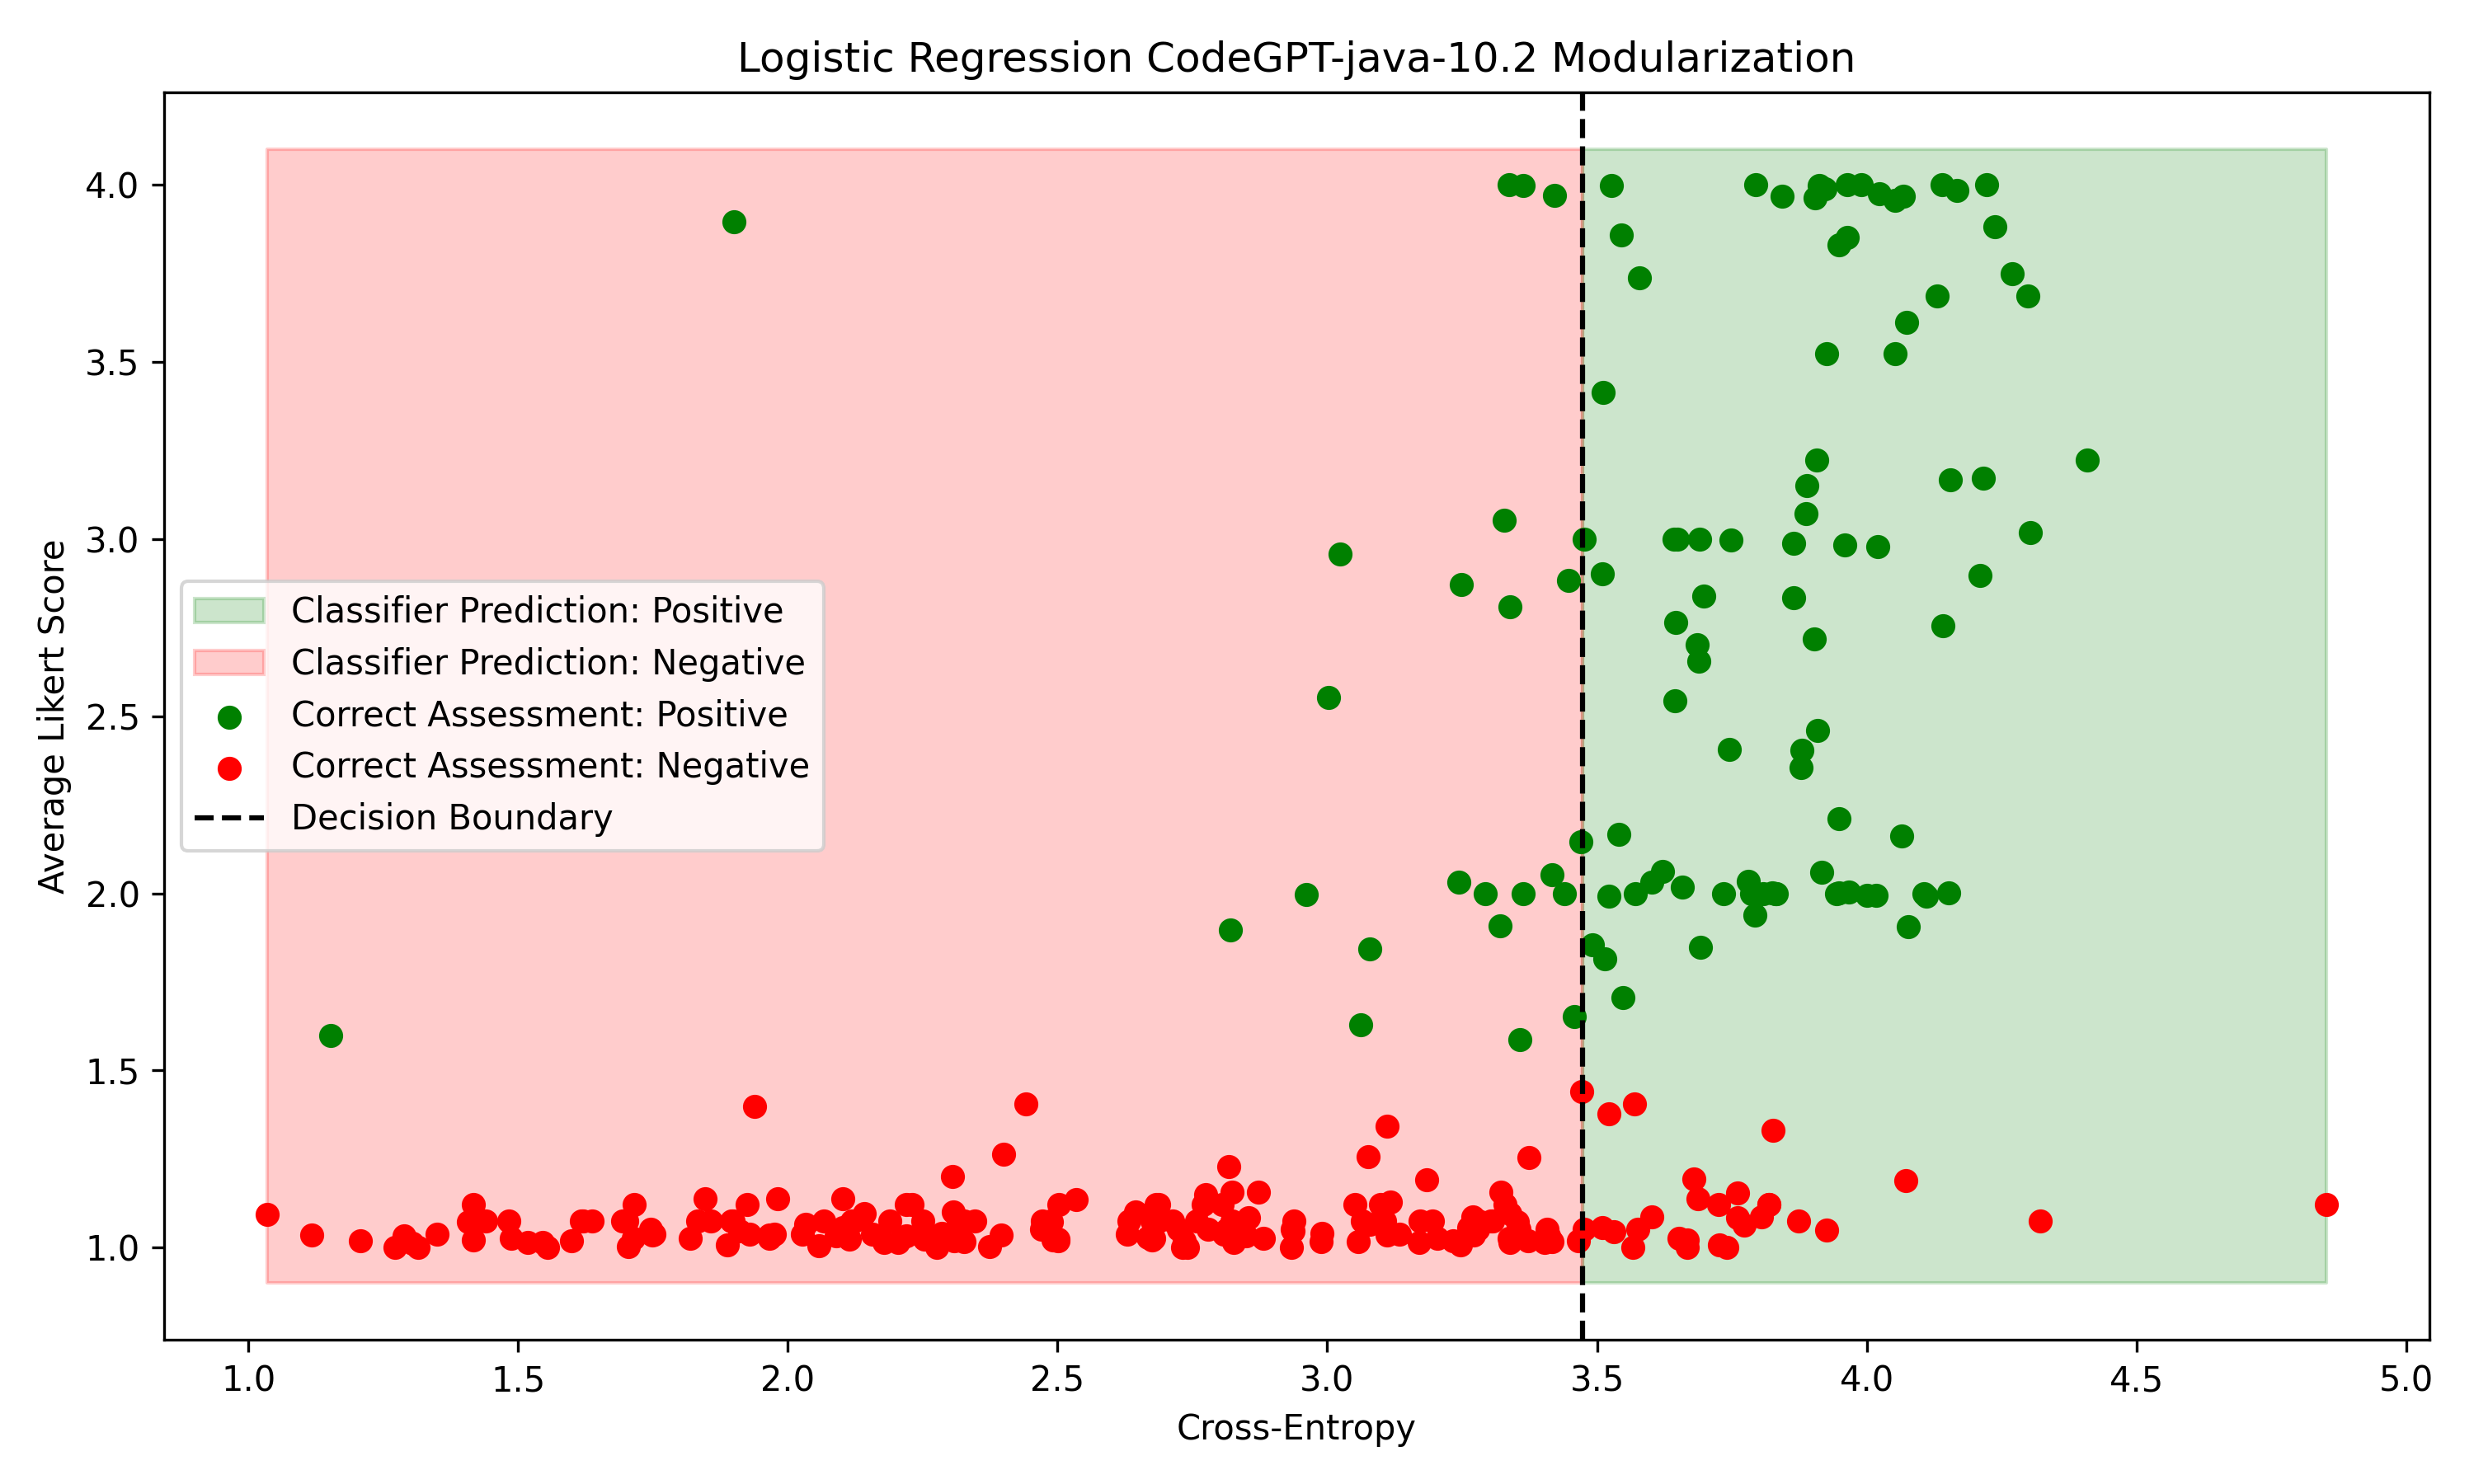 Logistic Regression CodeGPT-java-10.2 Modularization
Average Likert Score
4.0
3.5
3.0
2.5
2.0
1.5
1.0
Classifier Prediction: Positive
Classifier Prediction: Negative
Correct Assessment: Positive
Correct Assessment: Negative
Decision Boundary
1.0 1.5 2.0 2.5 3.0 3.5 4.0 4.5 5.0
Cross-Entropy